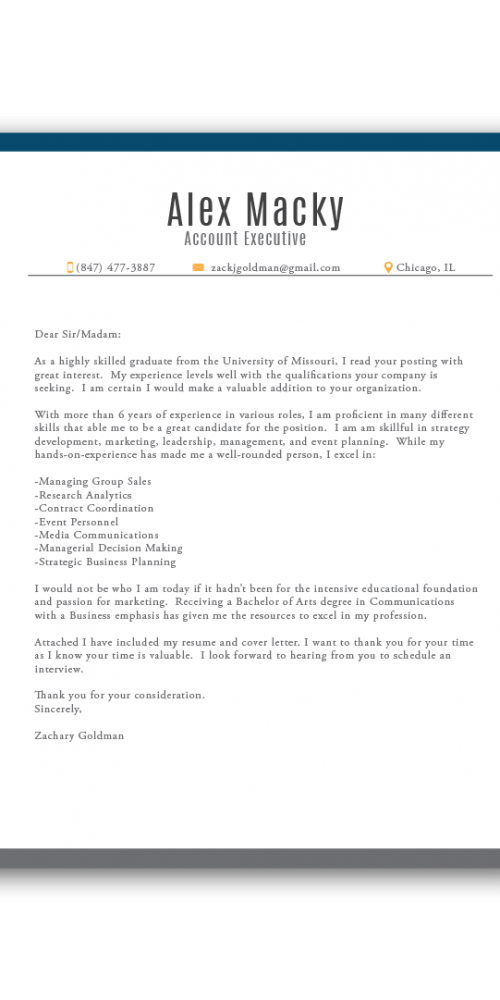 Alex Macky
Account Executive
(847) 477-3887 zackjgoldman@gmail.com Chicago, IL
Dear Sir/Madam:
As a highly skilled graduate from the University of Missouri, I read your posting with
great interest.  My experience levels well with the qualifications your company is
seeking.  I am certain I would make a valuable addition to your organization.
With more than 6 years of experience in various roles, I am proficient in many different
skills that able me to be a great candidate for the position.  I am am skillful in strategy
development, marketing, leadership, management, and event planning.  While my
hands-on-experience has made me a well-rounded person, I excel in:
-Managing Group Sales
-Research Analytics
-Contract Coordination
-Event Personnel
-Media Communications
-Managerial Decision Making
-Strategic Business Planning
I would not be who I am today if it hadn't been for the intensive educational foundation
and passion for marketing.  Receiving a Bachelor of Arts degree in Communications
with a Business emphasis has given me the resources to excel in my profession.
Attached I have included my resume and cover letter. I want to thank you for your time
as I know your time is valuable.  I look forward to hearing from you to schedule an
interview.
Thank you for your consideration.
Sincerely,
Zachary Goldman